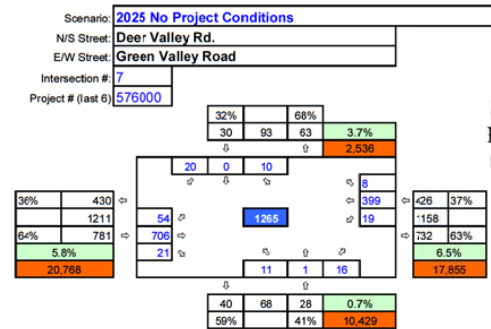 Scenario: 2025 No Project Conditions
N/S Street: Deer Valley Rd.
E/W Street: Green Valley Road
Intersection #: 7
Project # (last 6) 576000
32% 68%
30 93 63 3.7%
2,536
20 0 10
8
36% 430 399 426 37%
1211 54 1265 19 1158
64% 781 706 732 63%
5.8% 21 6.5%
20,768 11 1 16 17,855
40 68 28 0.7%
59% 41% 10,429